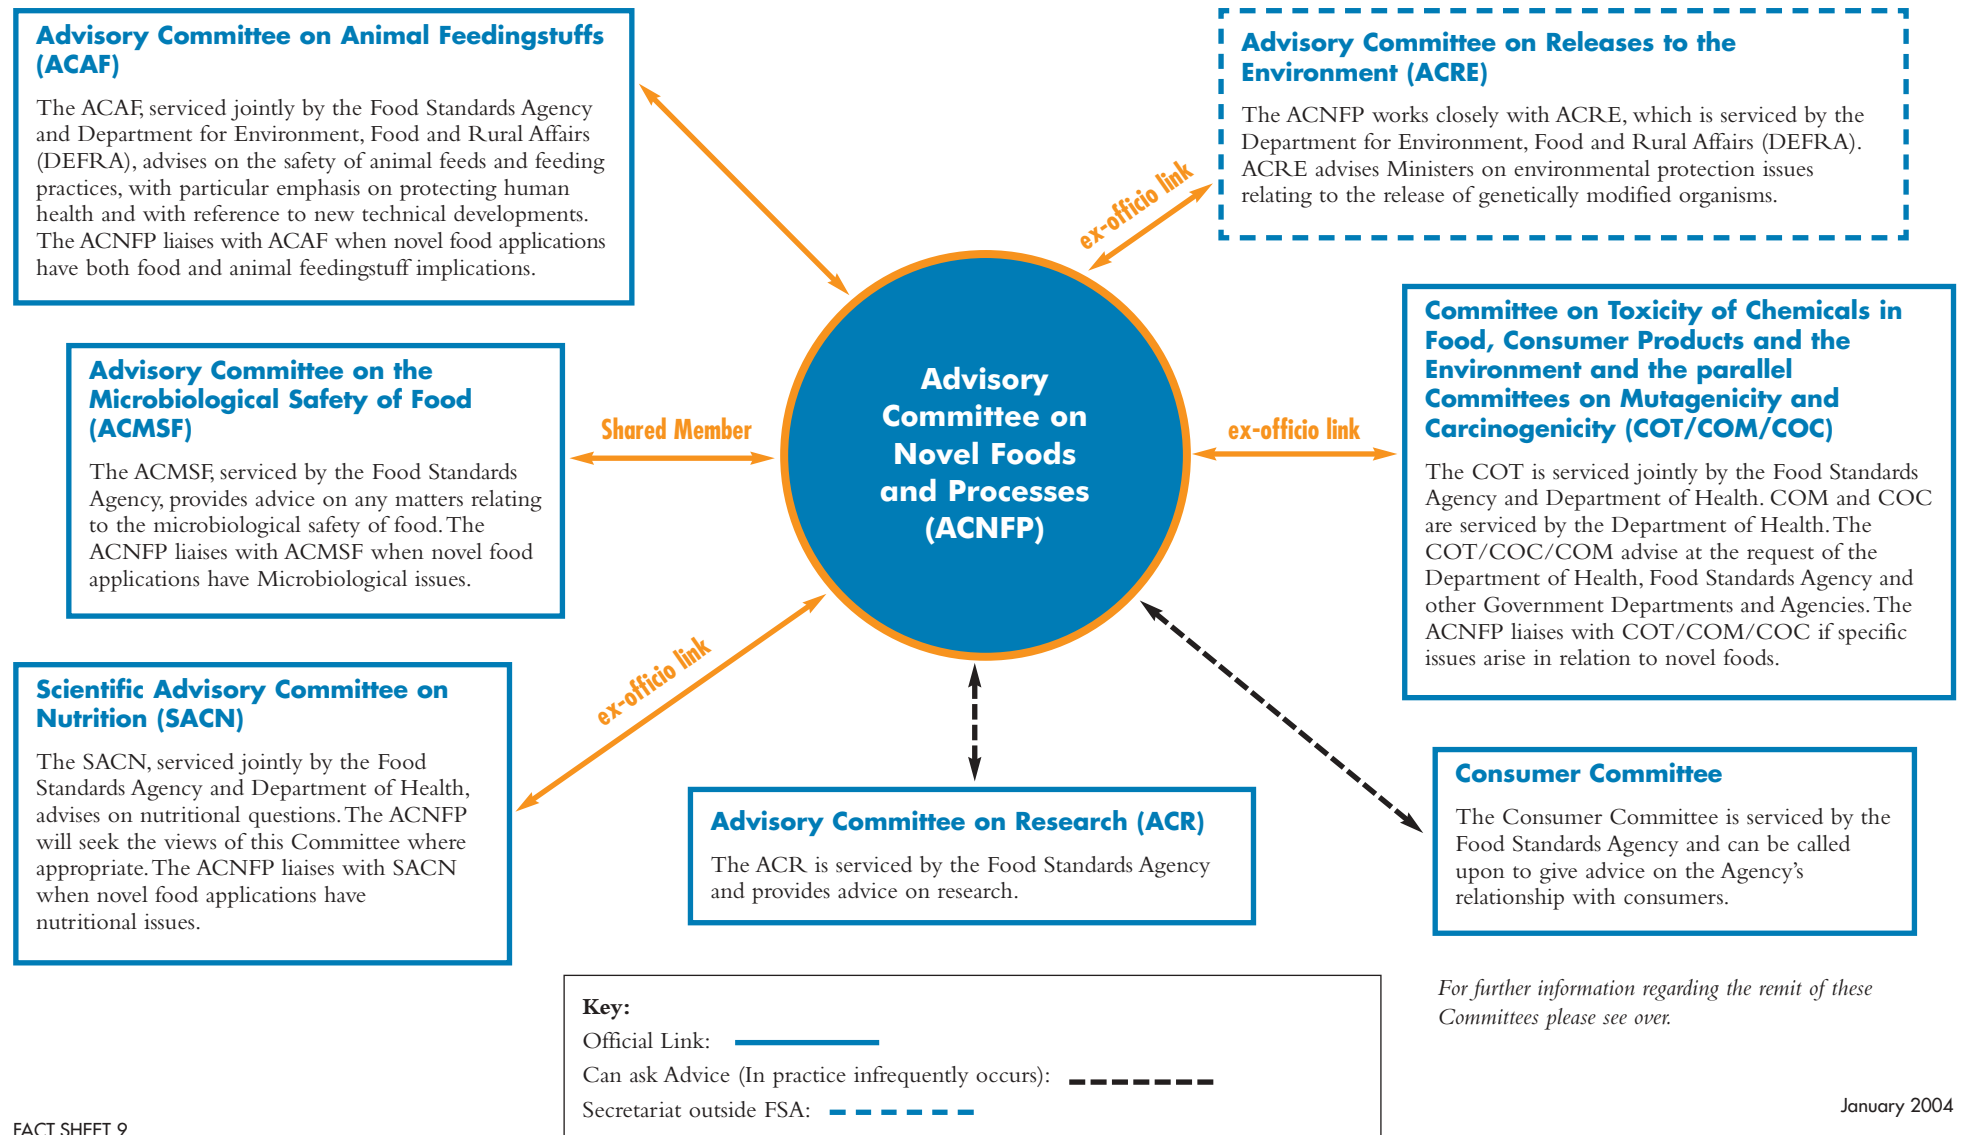 Advisory Committee on Animal Feedingstuffs
(ACAF)
The ACAF, serviced jointly by the Food Standards Agency
and Department for Environment, Food and Rural Affairs
(DEFRA), advises on the safety of animal feeds and feeding
practices, with particular emphasis on protecting human
health and with reference to new technical developments.
The ACNFP liaises with ACAF when novel food applications
have both food and animal feedingstuff implications.
Advisory Committee on Releases to the
Environment (ACRE)
The ACNFP works closely with ACRE, which is serviced by the
Department for Environment, Food and Rural Affairs (DEFRA).
ACRE advises Ministers on environmental protection issues
relating to the release of genetically modified organisms.
ex-officio link
Advisory Committee on the
Microbiological Safety of Food
(ACMSF)
The ACMSF, serviced by the Food Standards
Agency, provides advice on any matters relating
to the microbiological safety of food. The
ACNFP liaises with ACMSF when novel food
applications have Microbiological issues.
Shared Member
Advisory
Committee on
Novel Foods
and Processes
(ACNFP)
ex-officio link
Committee on Toxicity of Chemicals in
Food, Consumer Products and the
Environment and the parallel
Committees on Mutagenicity and
Carcinogenicity (COT/COM/COC)
The COT is serviced jointly by the Food Standards
Agency and Department of Health. COM and COC
are serviced by the Department of Health. The
COT/COC/COM advise at the request of the
Department of Health, Food Standards Agency and
other Government Departments and Agencies. The
ACNFP liaises with COT/COM/COC if specific
issues arise in relation to novel foods.
ex-officio link
Scientific Advisory Committee on
Nutrition (SACN)
The SACN, serviced jointly by the Food
Standards Agency and Department of Health,
advises on nutritional questions. The ACNFP
will seek the views of this Committee where
appropriate. The ACNFP liaises with SACN
when novel food applications have
nutritional issues.
Advisory Committee on Research (ACR)
The ACR is serviced by the Food Standards Agency
and provides advice on research.
Consumer Committee
The Consumer Committee is serviced by the
Food Standards Agency and can be called
upon to give advice on the Agency's
relationship with consumers.
For further information regarding the remit of these
Committees please see over.
Key:
Official Link:
Can ask Advice (In practice infrequently occurs):
Secretariat outside FSA:
January 2004
FACT SHEET 9